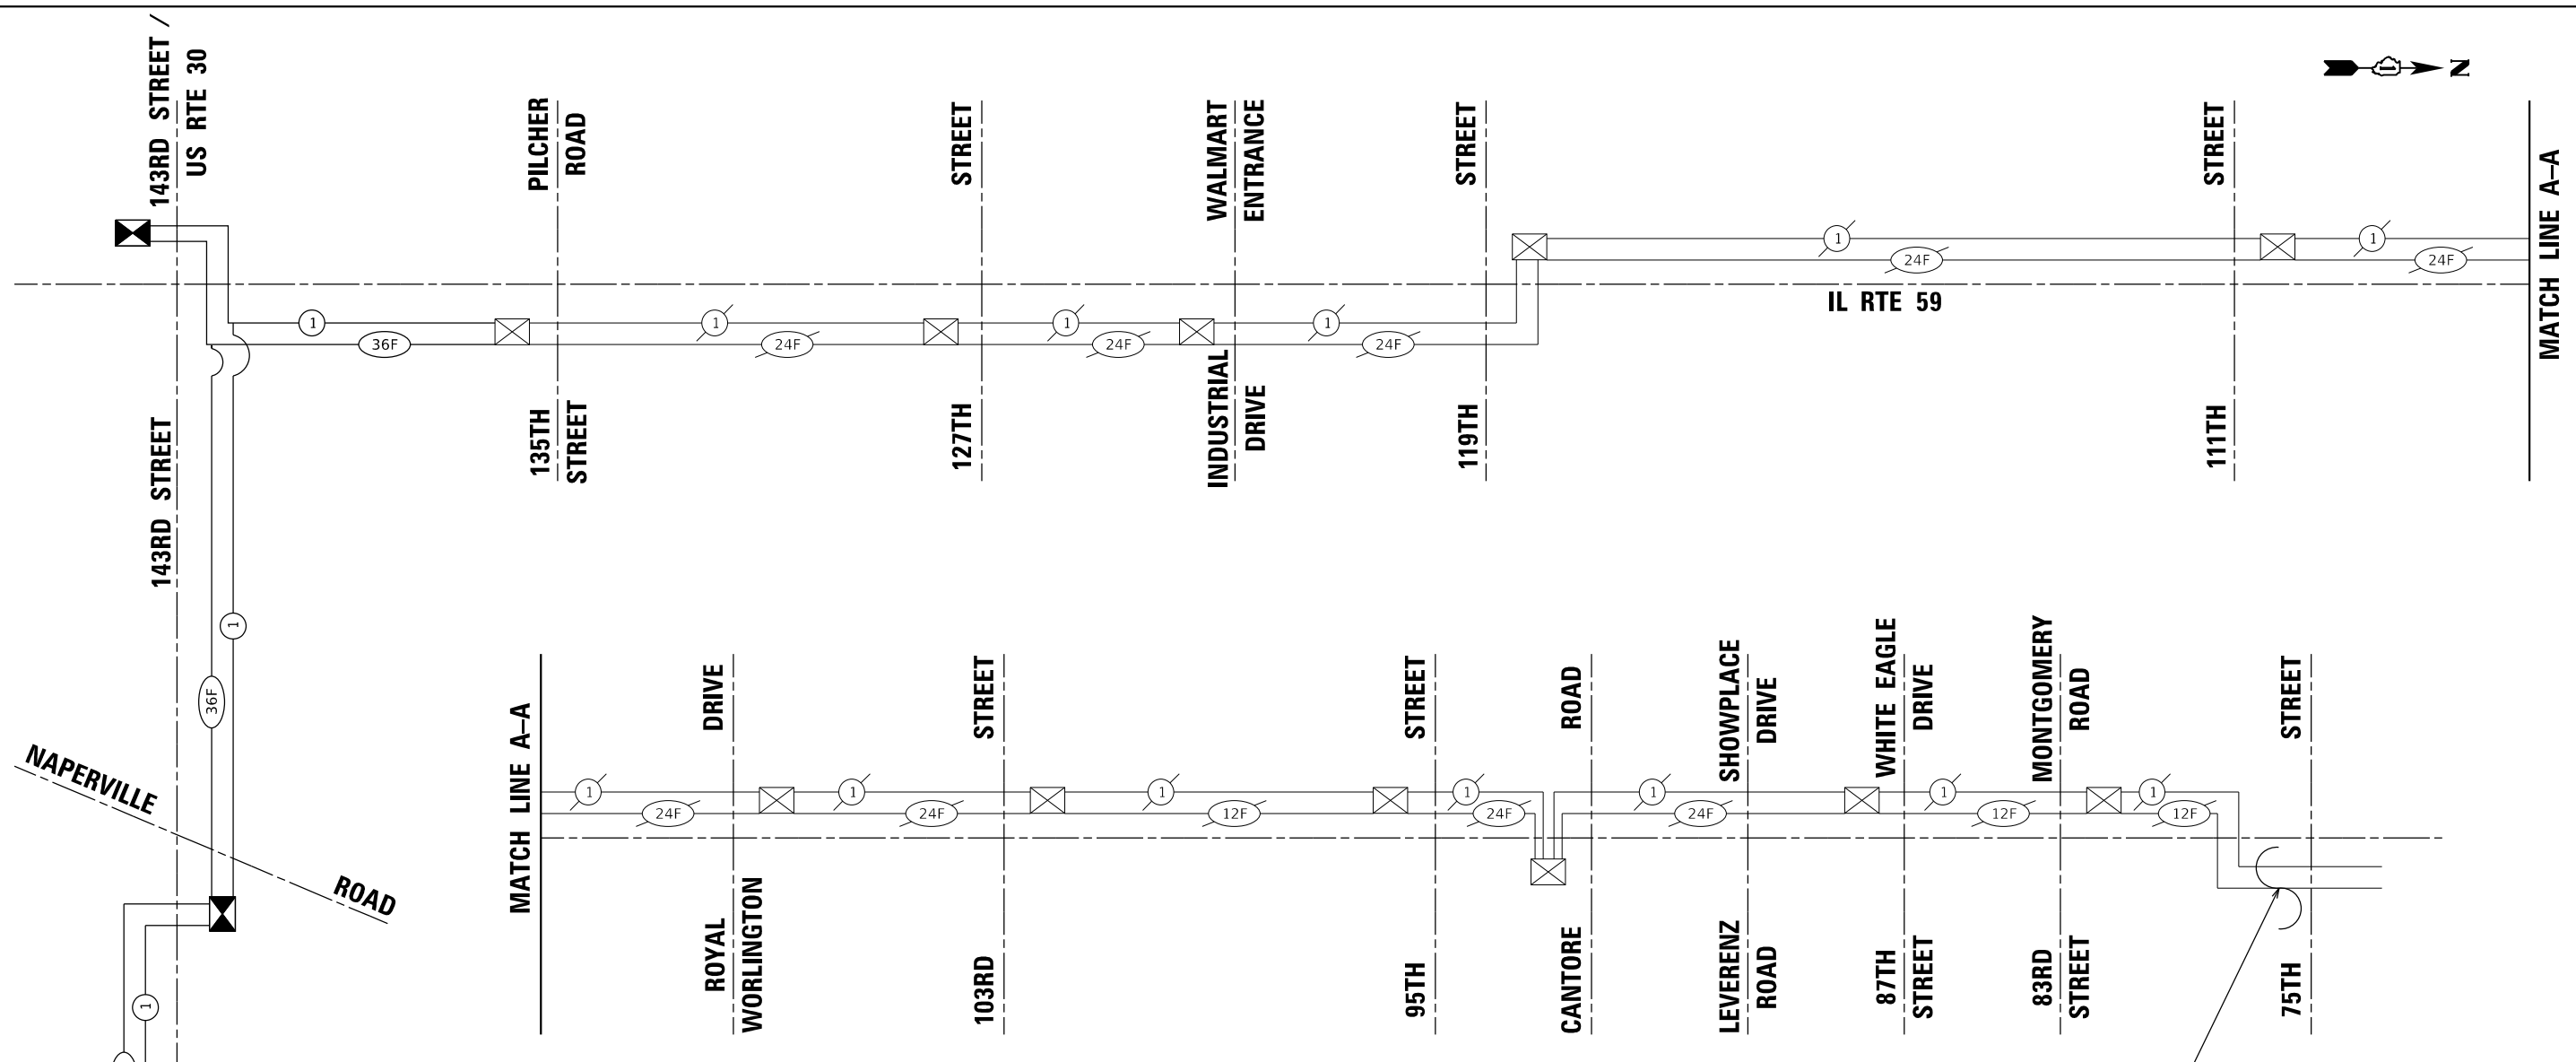 143RD STREET /
US RTE 30
PILCHER
ROAD
STREET
WALMART
ENTRANCE
STREET
STREET
N
MATCH LINE A-A
1
36F
1
24F
1
24F
1
24F
1
24F
1
24F
IL RTE 59
143RD STREET
135TH
STREET
127TH
INDUSTRIAL
DRIVE
119TH
111TH
1
36F
NAPERVILLE
ROAD
1
MATCH LINE A-A
DRIVE
STREET
STREET
ROAD
SHOWPLACE
DRIVE
WHITE EAGLE
DRIVE
MONTGOMERY
ROAD
STREET
1
24F
1
24F
1
12F
1
24F
1
24F
1
12F
1
12F
ROYAL
WORLINGTON
103RD
95TH
CANTORE
LEVERENZ
ROAD
87TH
STREET
83RD
STREET
75TH